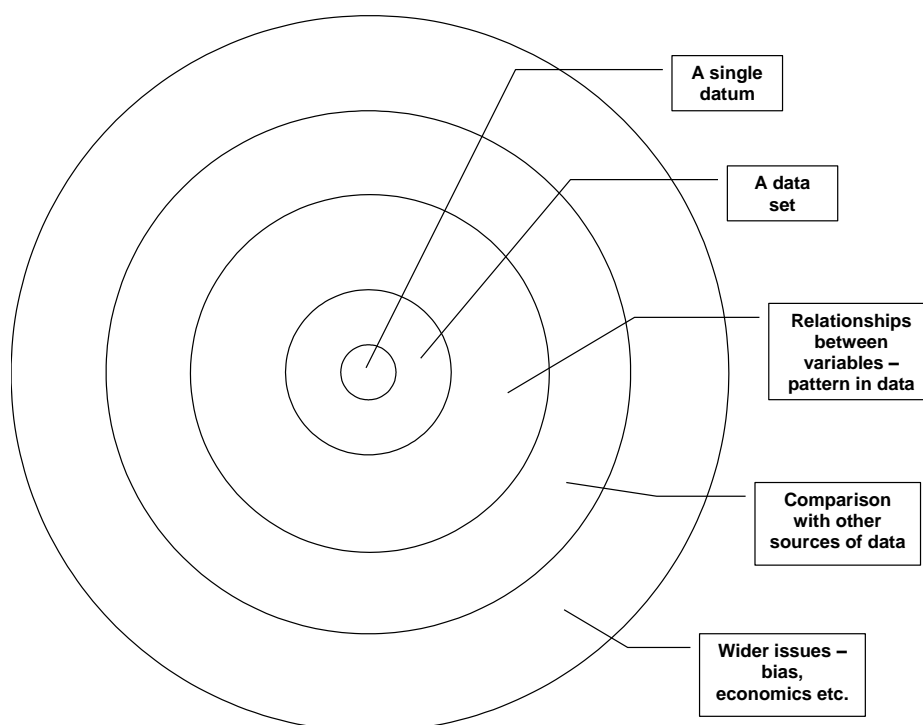 A single
datum
A data
set
Relationships
between
variables –
pattern in data
Comparison
with other
sources of data
Wider issues –
bias,
economics etc.